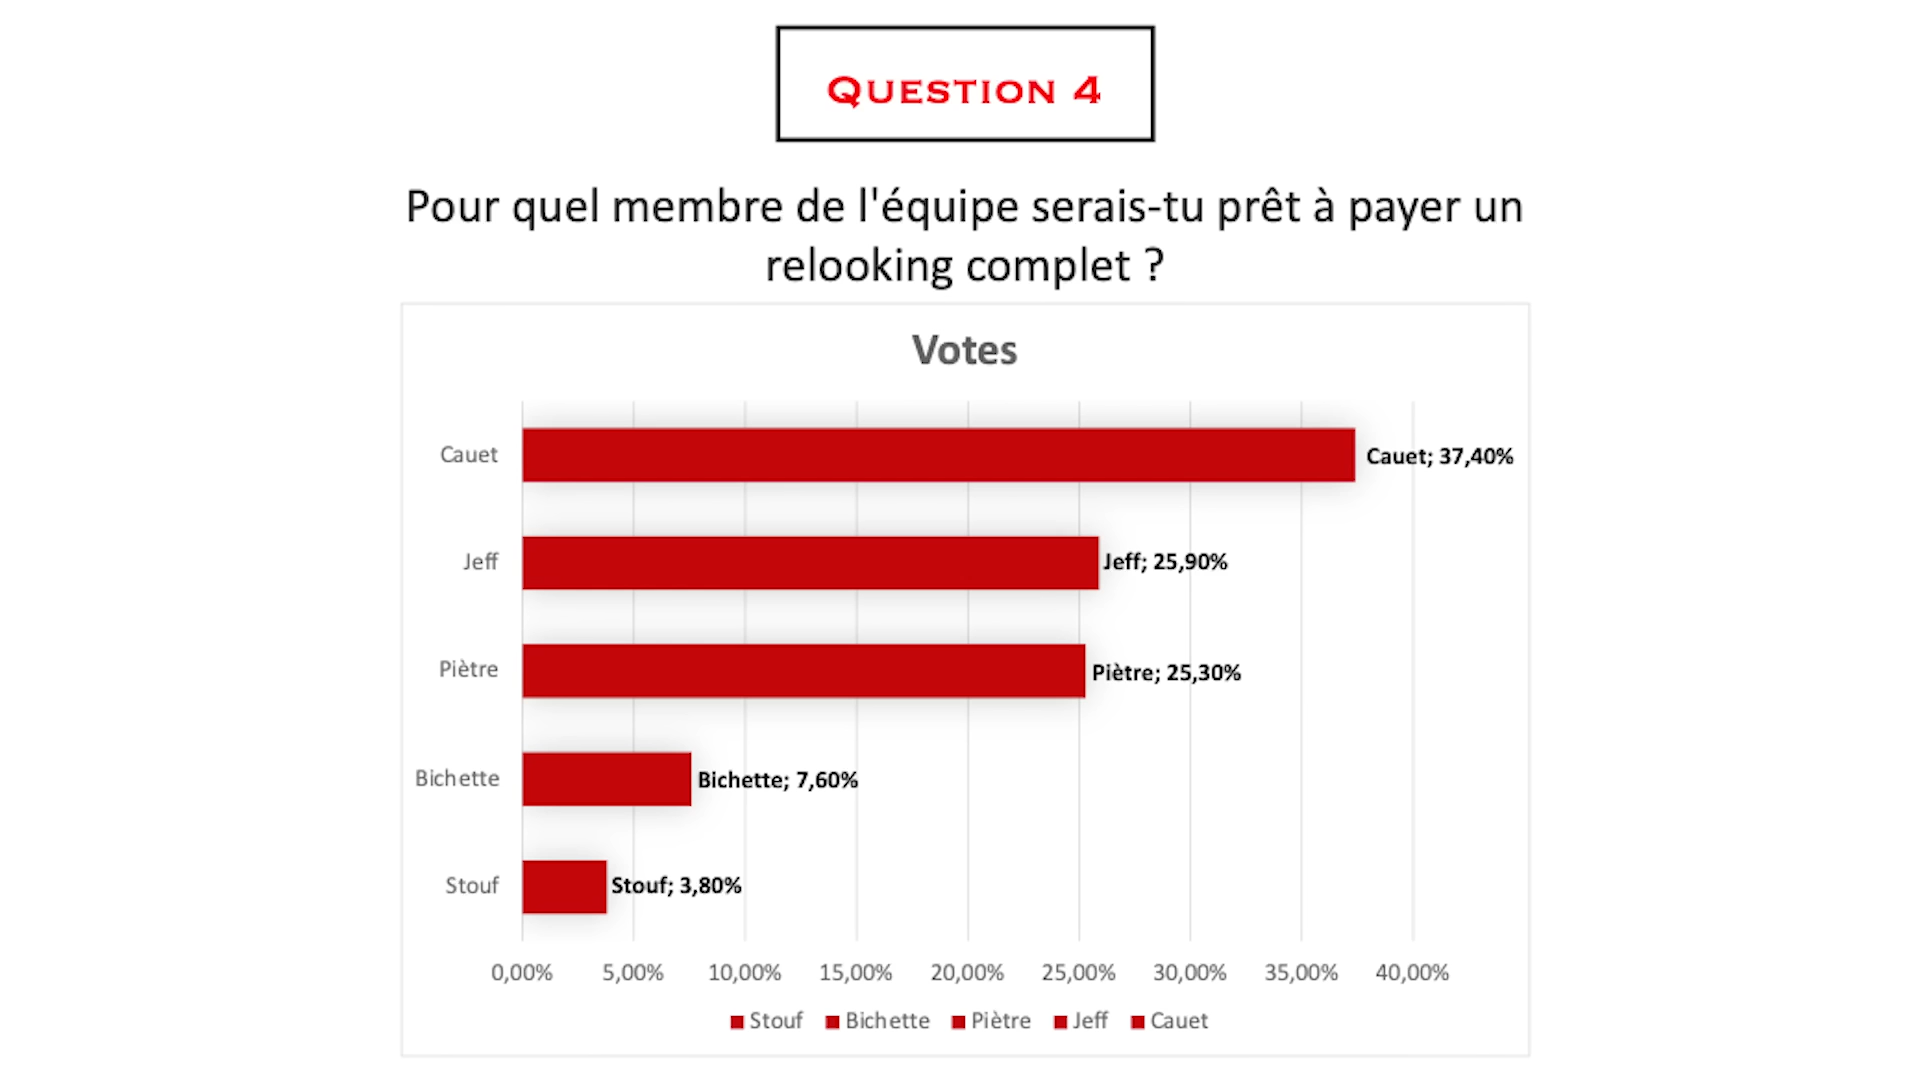 QUESTION 4
Pour quel membre de l'équipe serais-tu prêt à payer un
relooking complet ?
Votes
Cauet
Cauet; 37,40%
Jeff
Jeff; 25,90%
Piètre
Piètre; 25,30%
Bichette
Bichette; 7,60%
Stouf
Stouf; 3,80%
0,00% 5,00% 10,00% 15,00% 20,00% 25,00% 30,00% 35,00% 40,00%
Stouf Bichette Piètre Jeff Cauet